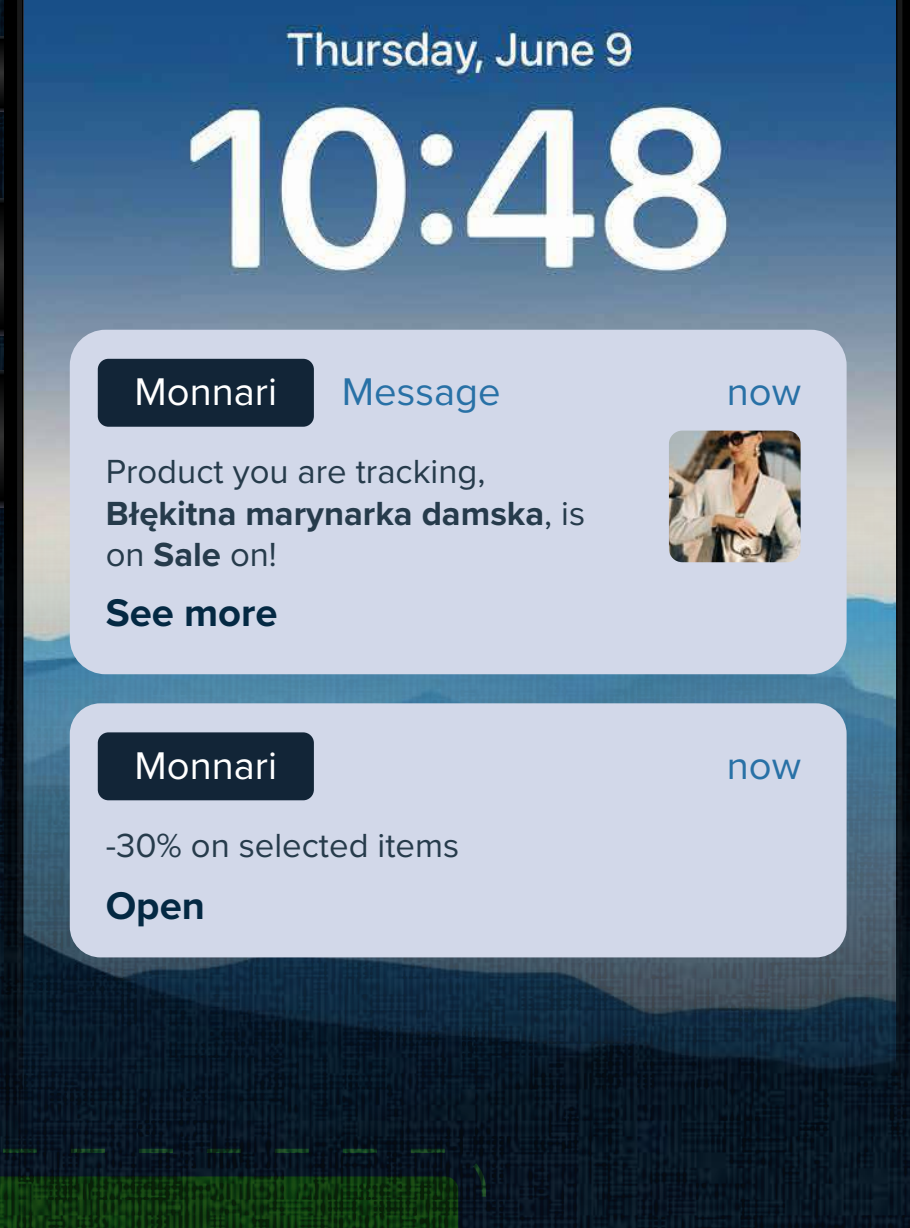 Thursday, June 9
10:48
Monnari Message now
Product you are tracking,
Błękitna marynarka damska, is
on Sale on!
See more
Monnari now
-30% on selected items
Open